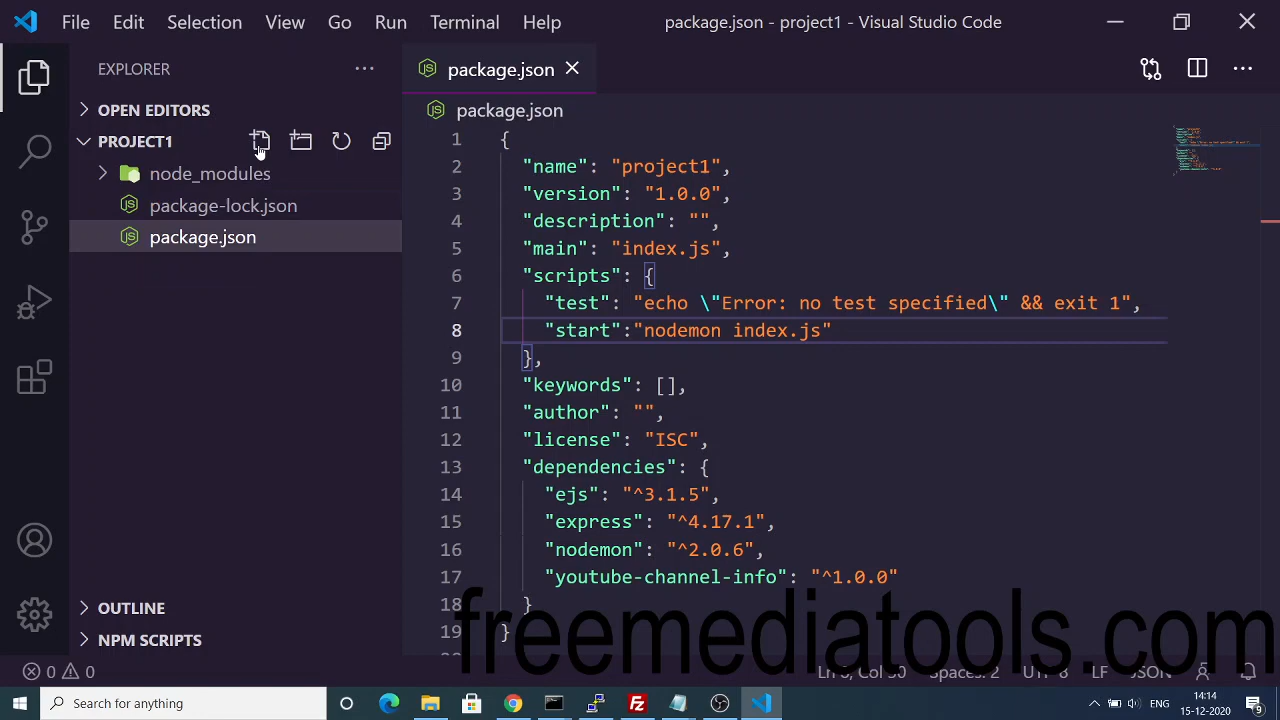 File Edit Selection View Go Run Terminal Help package.json - project1 - Visual Studio Code
EXPLORER
OPEN EDITORS
PROJECT1
node_modules
package-lock.json
package.json
OUTLINE
NPM SCRIPTS
package.json
package.json
1 {
2 "name": "project1",
3 "version": "1.0.0",
4 "description": "",
5 "main": "index.js",
6 "scripts": {
7 "test": "echo \"Error: no test specified\" && exit 1",
8 "start":"nodemon index.js"
9 },
10 "keywords": [],
11 "author": "",
12 "license": "ISC",
13 "dependencies": {
14 "ejs": "^3.1.5",
15 "express": "^4.17.1",
16 "nodemon": "^2.0.6",
17 "youtube-channel-info": "^1.0.0"
18 }
19 }
freemediatools.com
0 0
Spaces: 2
LF
JSON
Type here to search
14:14
15-12-2020
9